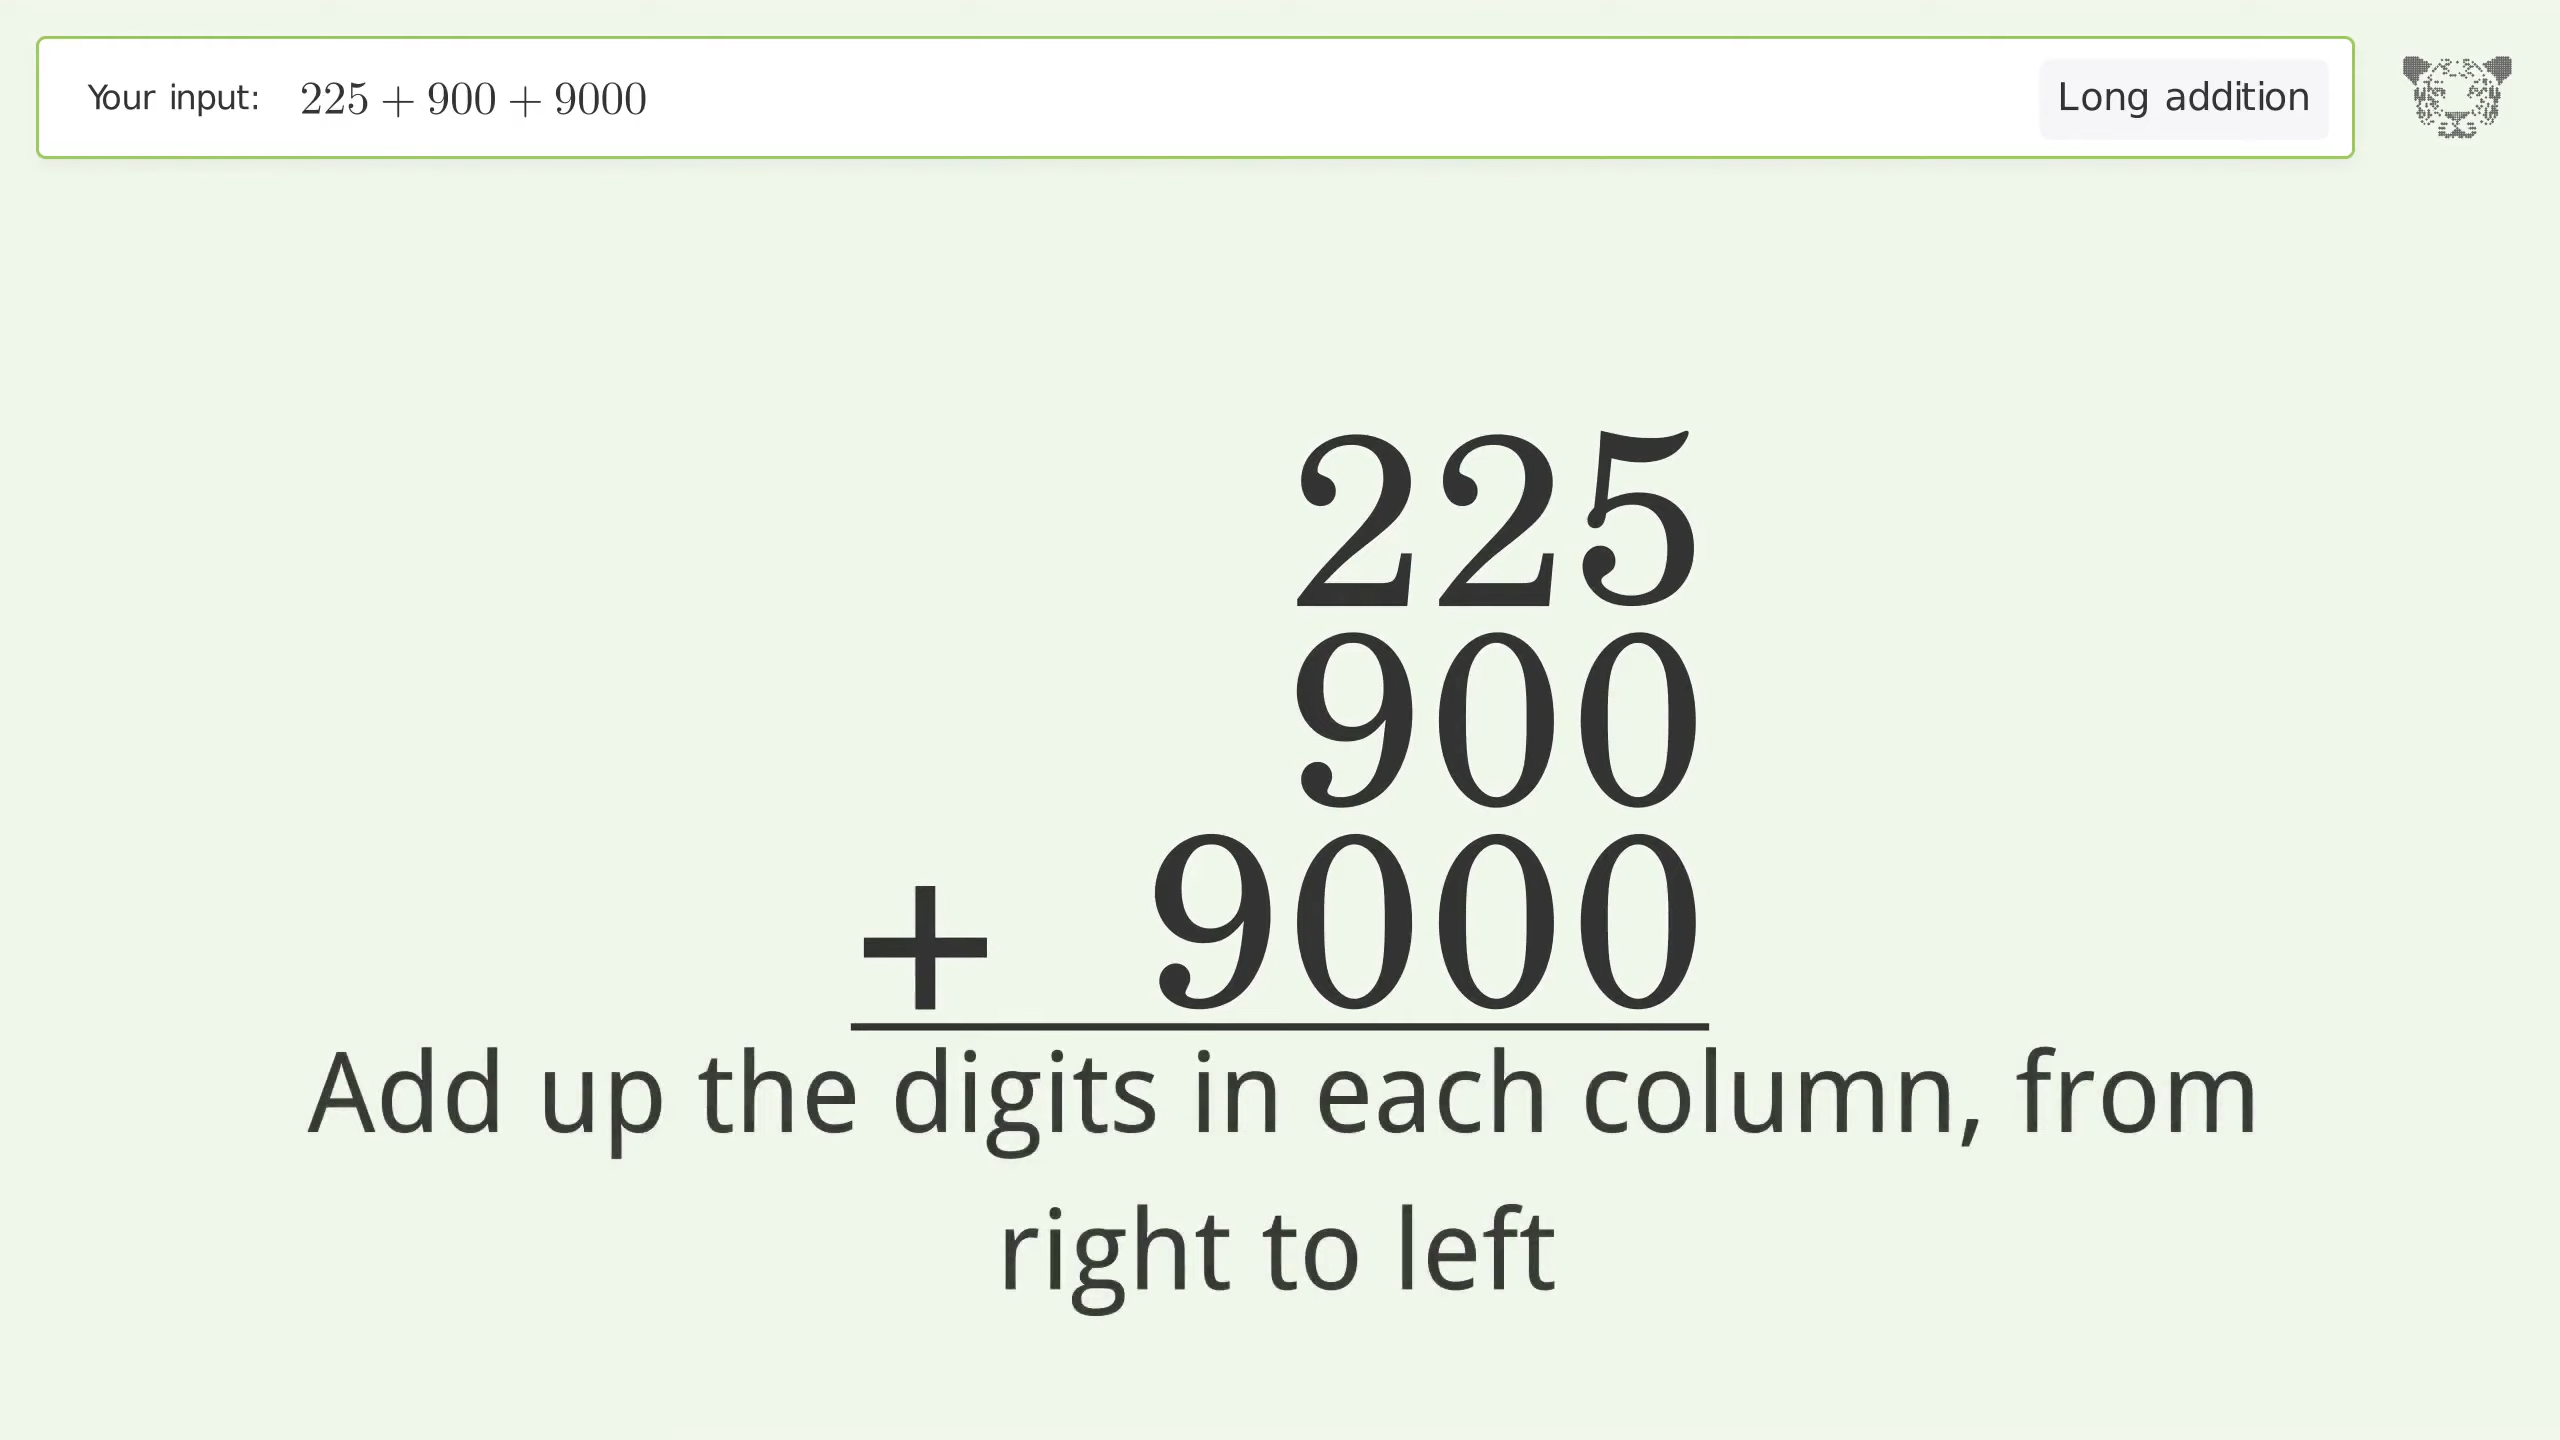 Your input: 225 + 900 + 9000
Long addition
225
900
+ 9000
Add up the digits in each column, from
right to left